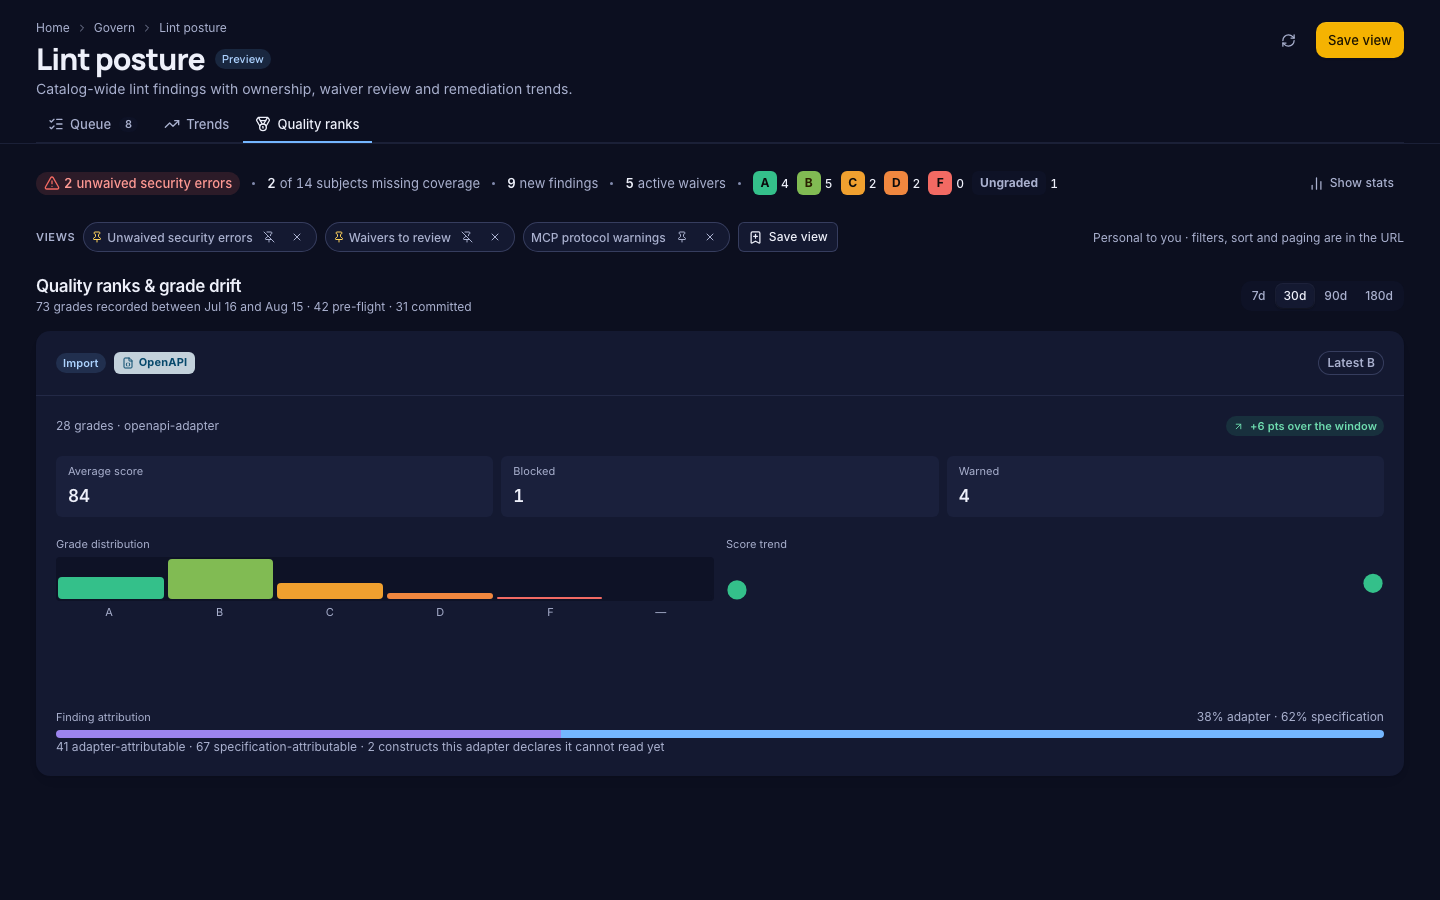 Home > Govern > Lint posture
Lint posture Preview
Save view
Catalog-wide lint findings with ownership, waiver review and remediation trends.
Queue 8 Trends Quality ranks
2 unwaived security errors • 2 of 14 subjects missing coverage • 9 new findings • 5 active waivers • A 4 B 5 C 2 D 2 F 0 Ungraded 1 Show stats
VIEWS Unwaived security errors Waivers to review MCP protocol warnings Save view Personal to you · filters, sort and paging are in the URL
Quality ranks & grade drift
73 grades recorded between Jul 16 and Aug 15 · 42 pre-flight · 31 committed
7d 30d 90d 180d
Import OpenAPI Latest B
28 grades · openapi-adapter +6 pts over the window
Average score Blocked Warned
84 1 4
Grade distribution Score trend
A B C D F —
Finding attribution 38% adapter · 62% specification
41 adapter-attributable · 67 specification-attributable · 2 constructs this adapter declares it cannot read yet